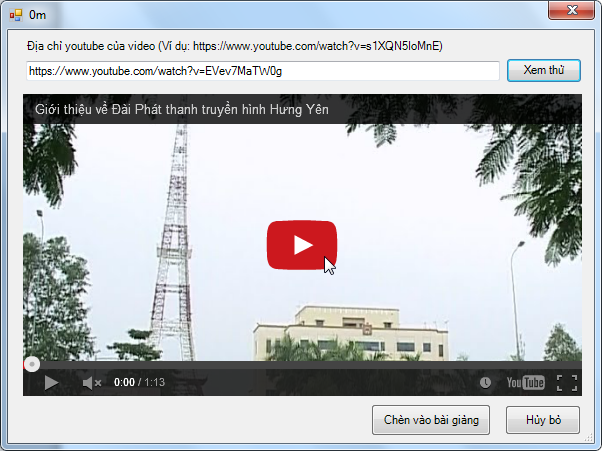 0m
Địa chỉ youtube của video (Ví dụ: https://www.youtube.com/watch?v=s1XQN5IoMnE)
https://www.youtube.com/watch?v=EVev7MaTW0g
Xem thử
Giới thiệu về Đài Phát thanh truyền hình Hưng Yên
0:00 / 1:13
YouTube
Chèn vào bài giảng
Hủy bỏ